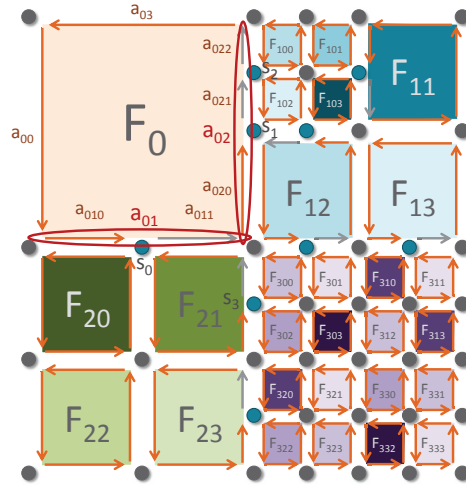 a₀₃
a₀₂₂
F₁₀₀
F₁₀₁
s₂
F₁₁
a₀₂₁
F₁₀₂
F₁₀₃
a₀₀
F₀
a₀₂
s₁
a₀₂₀
F₁₂
F₁₃
a₀₁₀
a₀₁
a₀₁₁
s₀
F₃₀₀
F₃₀₁
F₃₁₀
F₃₁₁
F₂₀
F₂₁
s₃
F₃₀₂
F₃₀₃
F₃₁₂
F₃₁₃
F₃₂₀
F₃₂₁
F₃₃₀
F₃₃₁
F₂₂
F₂₃
F₃₂₂
F₃₂₃
F₃₃₂
F₃₃₃